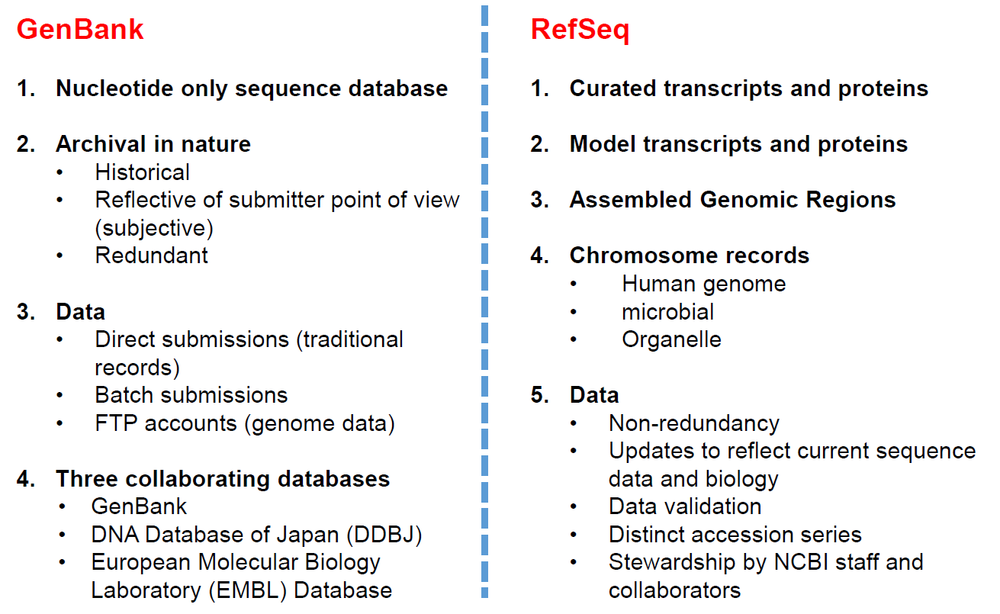 GenBank
1. Nucleotide only sequence database
2. Archival in nature
• Historical
• Reflective of submitter point of view
(subjective)
• Redundant
3. Data
• Direct submissions (traditional
records)
• Batch submissions
• FTP accounts (genome data)
4. Three collaborating databases
• GenBank
• DNA Database of Japan (DDBJ)
• European Molecular Biology
Laboratory (EMBL) Database
RefSeq
1. Curated transcripts and proteins
2. Model transcripts and proteins
3. Assembled Genomic Regions
4. Chromosome records
• Human genome
• microbial
• Organelle
5. Data
• Non-redundancy
• Updates to reflect current sequence
data and biology
• Data validation
• Distinct accession series
• Stewardship by NCBI staff and
collaborators